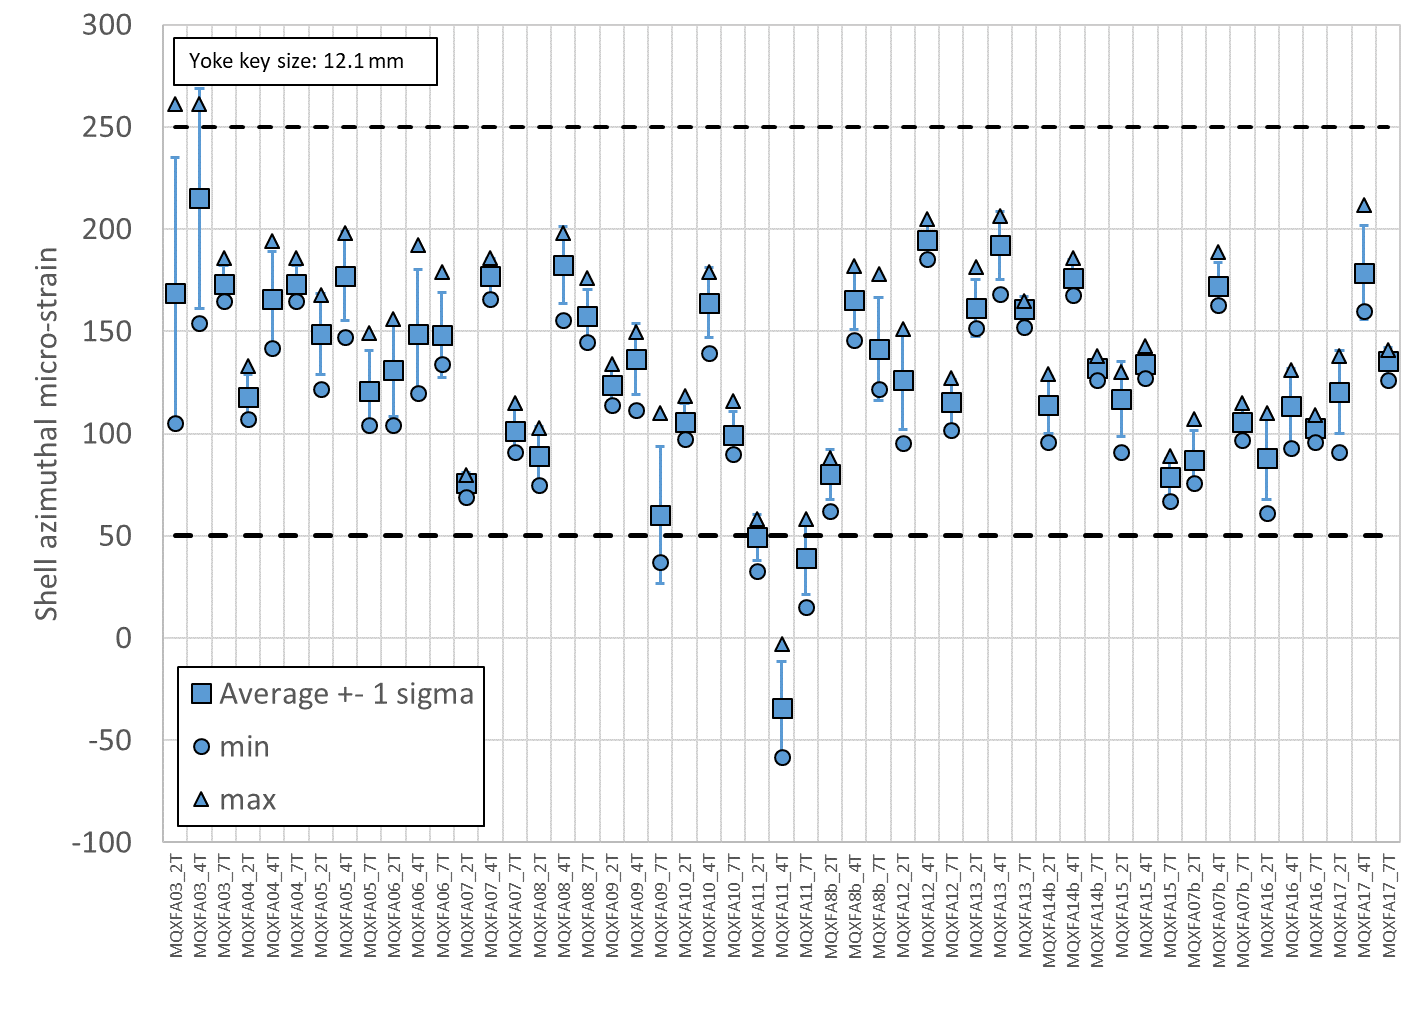 300
250
200
150
100
50
0
-50
-100
Shell azimuthal micro-strain
Yoke key size: 12.1 mm
Average +- 1 sigma
min
max
MQXFA03_2T
MQXFA03_4T
MQXFA03_7T
MQXFA04_2T
MQXFA04_4T
MQXFA04_7T
MQXFA05_2T
MQXFA05_4T
MQXFA05_7T
MQXFA06_2T
MQXFA06_4T
MQXFA06_7T
MQXFA07_2T
MQXFA07_4T
MQXFA07_7T
MQXFA08_2T
MQXFA08_4T
MQXFA08_7T
MQXFA09_2T
MQXFA09_4T
MQXFA09_7T
MQXFA10_2T
MQXFA10_4T
MQXFA10_7T
MQXFA11_2T
MQXFA11_4T
MQXFA11_7T
MQXFA8b_2T
MQXFA8b_4T
MQXFA8b_7T
MQXFA12_2T
MQXFA12_4T
MQXFA12_7T
MQXFA13_2T
MQXFA13_4T
MQXFA13_7T
MQXFA14b_2T
MQXFA14b_4T
MQXFA14b_7T
MQXFA15_2T
MQXFA15_4T
MQXFA15_7T
MQXFA07b_2T
MQXFA07b_4T
MQXFA07b_7T
MQXFA16_2T
MQXFA16_4T
MQXFA16_7T
MQXFA17_2T
MQXFA17_4T
MQXFA17_7T